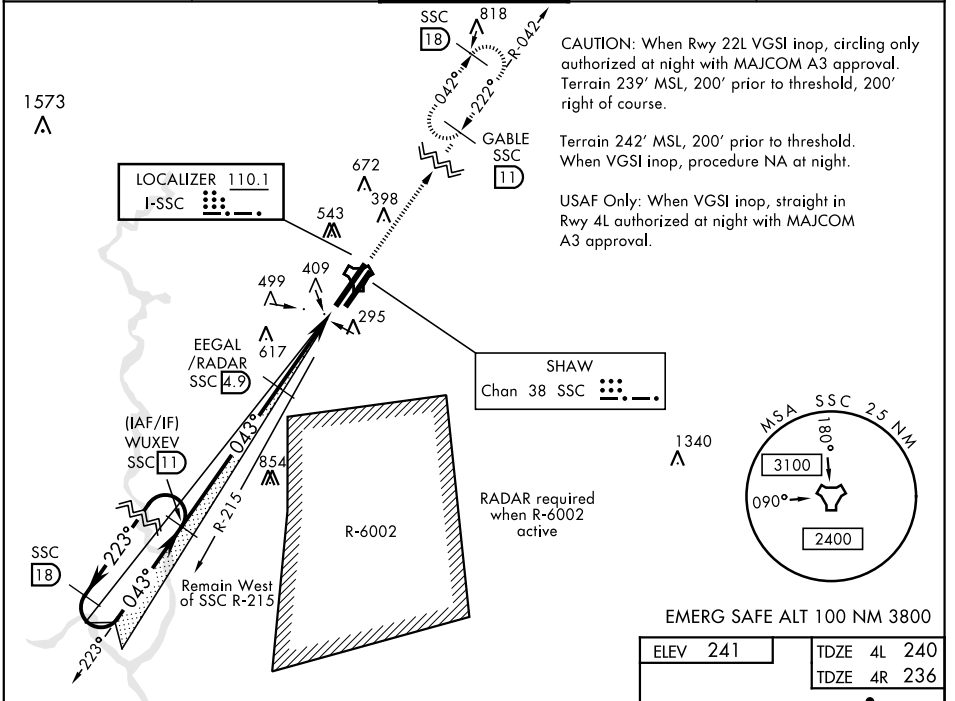 SSC
18
818
R-042
042°
222°
GABLE
SSC
11
CAUTION: When Rwy 22L VGSI inop, circling only
authorized at night with MAJCOM A3 approval.
Terrain 239' MSL, 200' prior to threshold, 200'
right of course.
Terrain 242' MSL, 200' prior to threshold.
When VGSI inop, procedure NA at night.
USAF Only: When VGSI inop, straight in
Rwy 4L authorized at night with MAJCOM
A3 approval.
1573
LOCALIZER 110.1
I-SSC
672
398
543
409
499
295
617
EEGAL
/RADAR
SSC 4.9
SHAW
Chan 38 SSC
(IAF/IF)
WUXEV
SSC 11
043°
854
R-215
R-6002
RADAR required
when R-6002
active
1340
MSA SSC 25 NM
180°
3100
090°
2400
223°
SSC
18
043°
Remain West
of SSC R-215
223°
EMERG SAFE ALT 100 NM 3800
ELEV 241
TDZE 4L 240
TDZE 4R 236